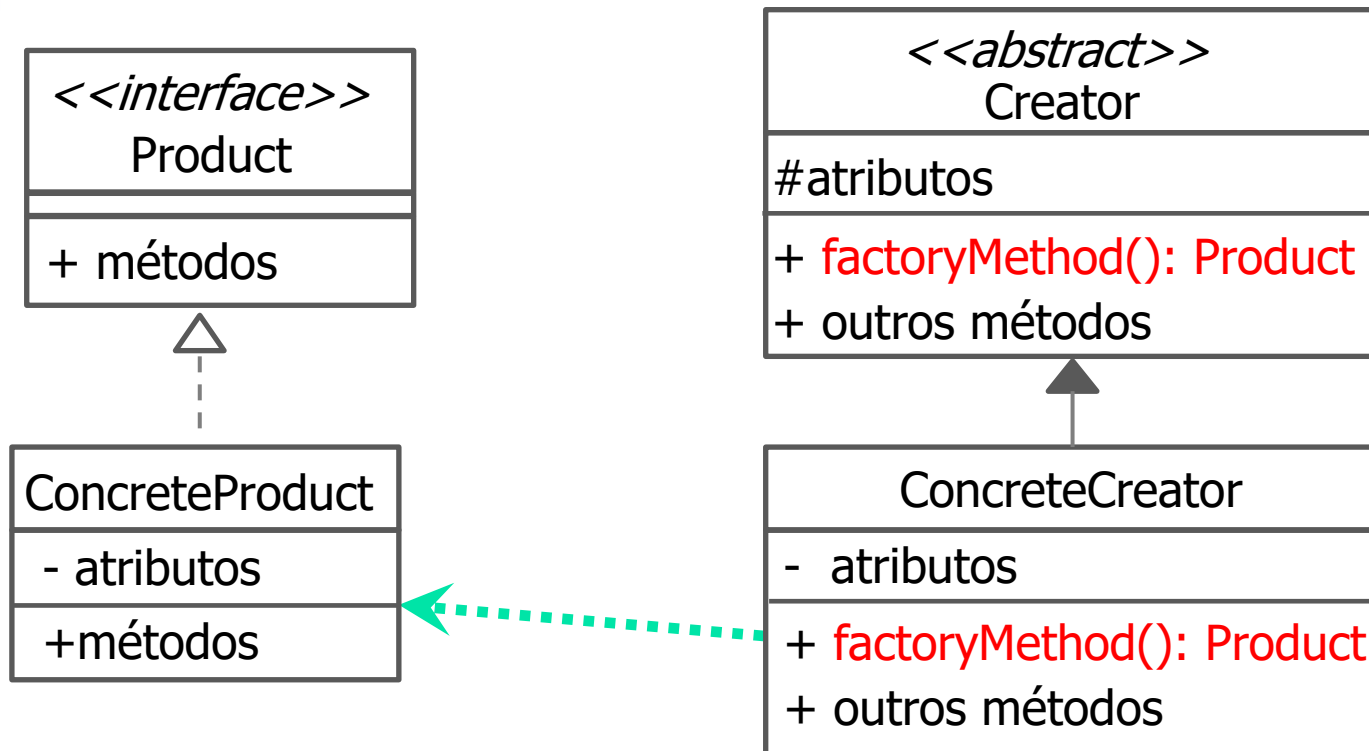 <<interface>>
Product
+ métodos
<<abstract>>
Creator
#atributos
+ factoryMethod(): Product
+ outros métodos
ConcreteProduct
- atributos
+métodos
ConcreteCreator
- atributos
+ factoryMethod(): Product
+ outros métodos